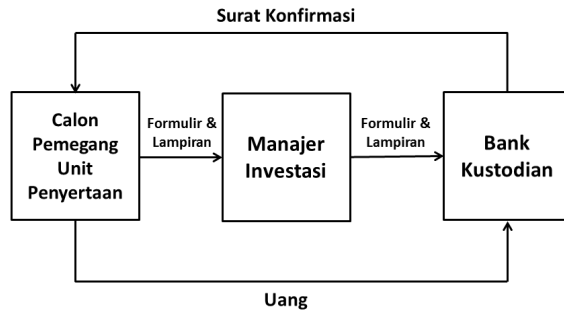 Surat Konfirmasi
Calon
Pemegang
Unit
Penyertaan
Formulir &
Lampiran
Manajer
Investasi
Formulir &
Lampiran
Bank
Kustodian
Uang